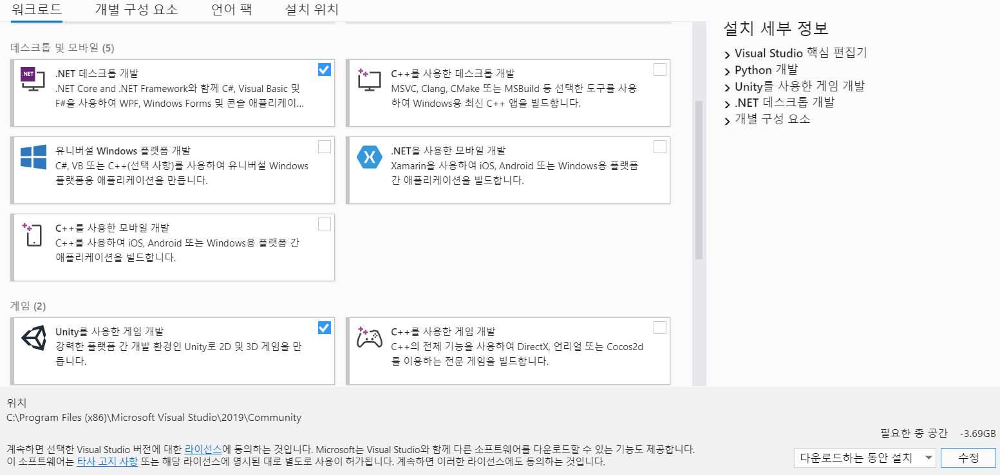 워크로드 개별 구성 요소 언어 팩 설치 위치
데스크톱 및 모바일 (5)
.NET
.NET 데스크톱 개발
.NET Core and .NET Framework와 함께 C#, Visual Basic 및
F#을 사용하여 WPF, Windows Forms 및 콘솔 애플리케이...
C++를 사용한 데스크톱 개발
MSVC, Clang, CMake 또는 MSBuild 등 선택한 도구를 사용
하여 Windows용 최신 C++ 앱을 빌드합니다.
유니버설 Windows 플랫폼 개발
C#, VB 또는 C++(선택 사항)를 사용하여 유니버설 Windows
플랫폼용 애플리케이션을 만듭니다.
.NET을 사용한 모바일 개발
Xamarin을 사용하여 iOS, Android 또는 Windows용 플랫폼
간 애플리케이션을 빌드합니다.
C++를 사용한 모바일 개발
C++를 사용하여 iOS, Android 또는 Windows용 플랫폼 간
애플리케이션을 빌드합니다.
게임 (2)
Unity를 사용한 게임 개발
강력한 플랫폼 간 개발 환경인 Unity로 2D 및 3D 게임을 만
듭니다.
C++를 사용한 게임 개발
C++의 전체 기능을 사용하여 DirectX, 언리얼 또는 Cocos2d
를 이용하는 전문 게임을 빌드합니다.
설치 세부 정보
Visual Studio 핵심 편집기
Python 개발
Unity를 사용한 게임 개발
.NET 데스크톱 개발
개별 구성 요소
위치
C:\Program Files (x86)\Microsoft Visual Studio\2019\Community
필요한 총 공간 -3.69GB
계속하면 선택한 Visual Studio 버전에 대한 라이선스에 동의하는 것입니다. Microsoft는 Visual Studio와 함께 다른 소프트웨어를 다운로드할 수 있는 기능도 제공합니다.
이 소프트웨어는 타사 고지 사항 또는 해당 라이선스에 명시된 대로 별도로 사용이 허가됩니다. 계속하면 이러한 라이선스에도 동의하는 것입니다.
다운로드하는 동안 설치 수정